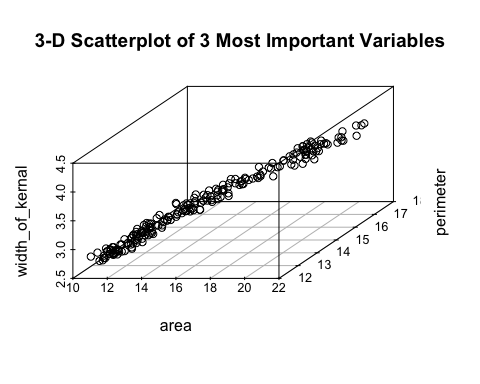 3-D Scatterplot of 3 Most Important Variables
width_of_kernal
4.5
4.0
3.5
3.0
2.5
10 12 14 16 18 20 22
area
12
13
14
15
16
17
perimeter